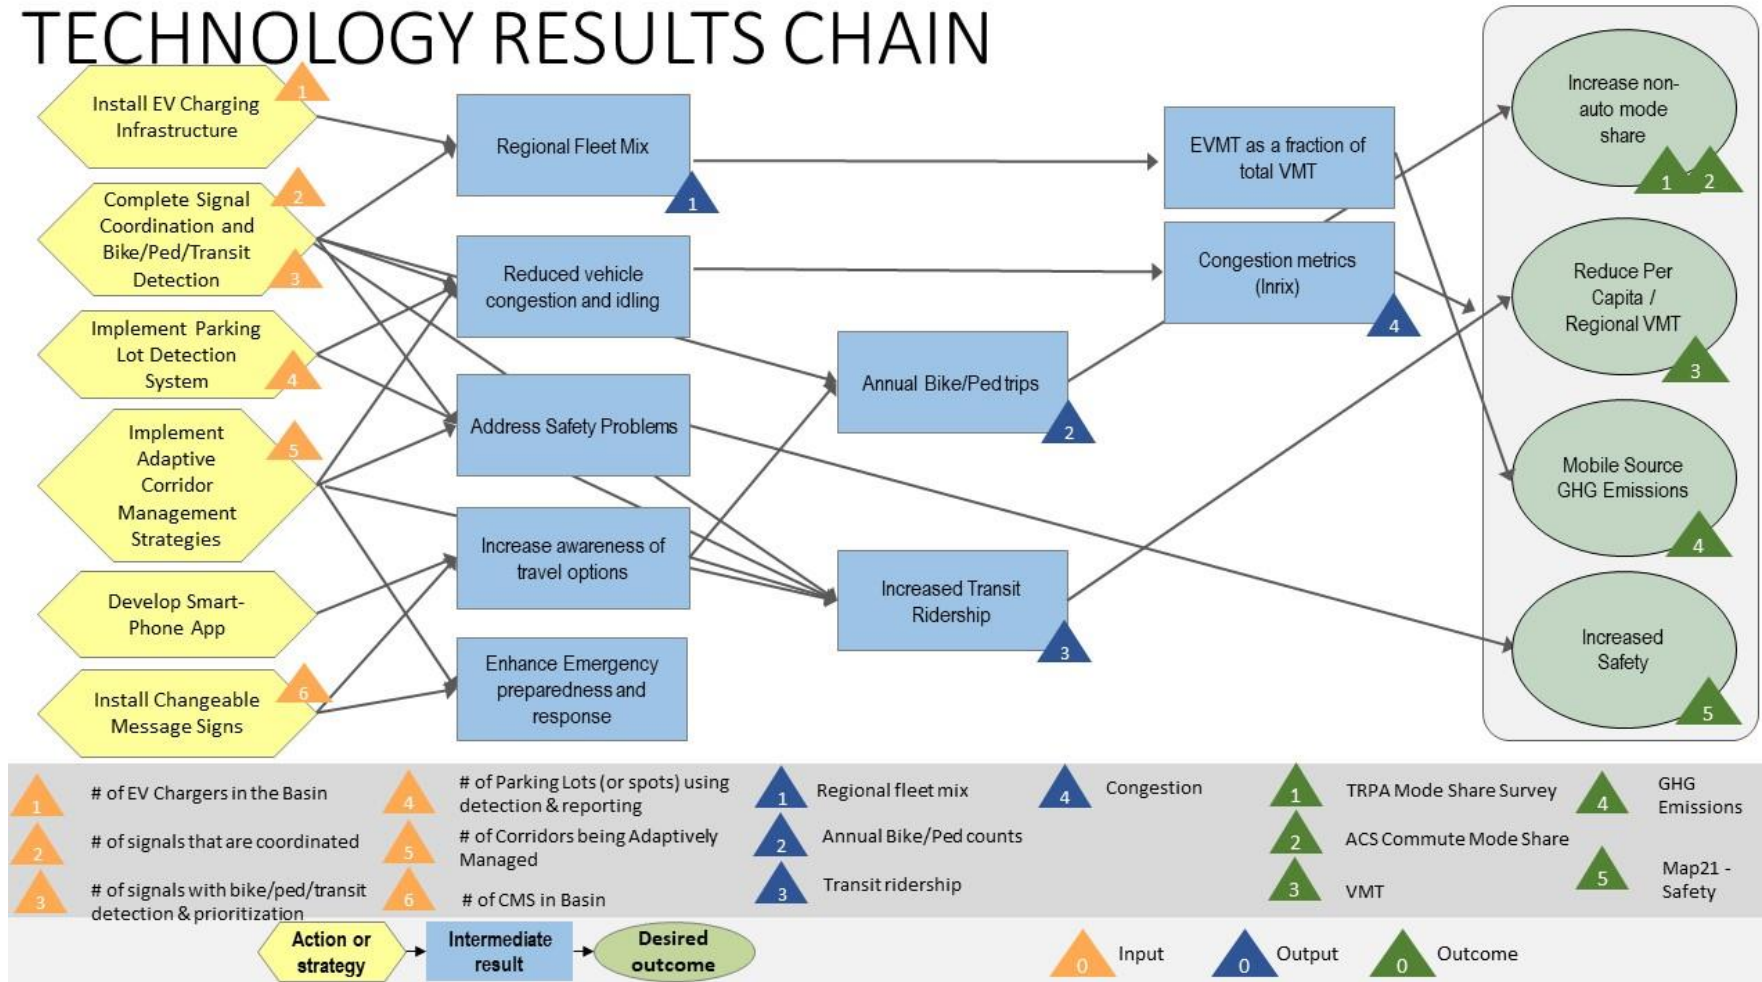 TECHNOLOGY RESULTS CHAIN
Install EV Charging
Infrastructure
1
Complete Signal
Coordination and
Bike/Ped/Transit
Detection
2
3
Implement Parking
Lot Detection
System
4
Implement
Adaptive
Corridor
Management
Strategies
5
Develop Smart-
Phone App
Install Changeable
Message Signs
6
Regional Fleet Mix
1
Reduced vehicle
congestion and idling
Address Safety Problems
Increase awareness of
travel options
Enhance Emergency
preparedness and
response
Annual Bike/Ped trips
2
Increased Transit
Ridership
3
EVMT as a fraction of
total VMT
Congestion metrics
(Inrix)
4
Increase non-
auto mode
share
1 2
Reduce Per
Capita /
Regional VMT
3
Mobile Source
GHG Emissions
4
Increased
Safety
5
1 # of EV Chargers in the Basin
2 # of signals that are coordinated
3 # of signals with bike/ped/transit
detection & prioritization
4 # of Parking Lots (or spots) using
detection & reporting
5 # of Corridors being Adaptively
Managed
6 # of CMS in Basin
1 Regional fleet mix
2 Annual Bike/Ped counts
3 Transit ridership
4 Congestion
1 TRPA Mode Share Survey
2 ACS Commute Mode Share
3 VMT
4 GHG
Emissions
5 Map21 -
Safety
Action or
strategy
Intermediate
result
Desired
outcome
0 Input
0 Output
0 Outcome